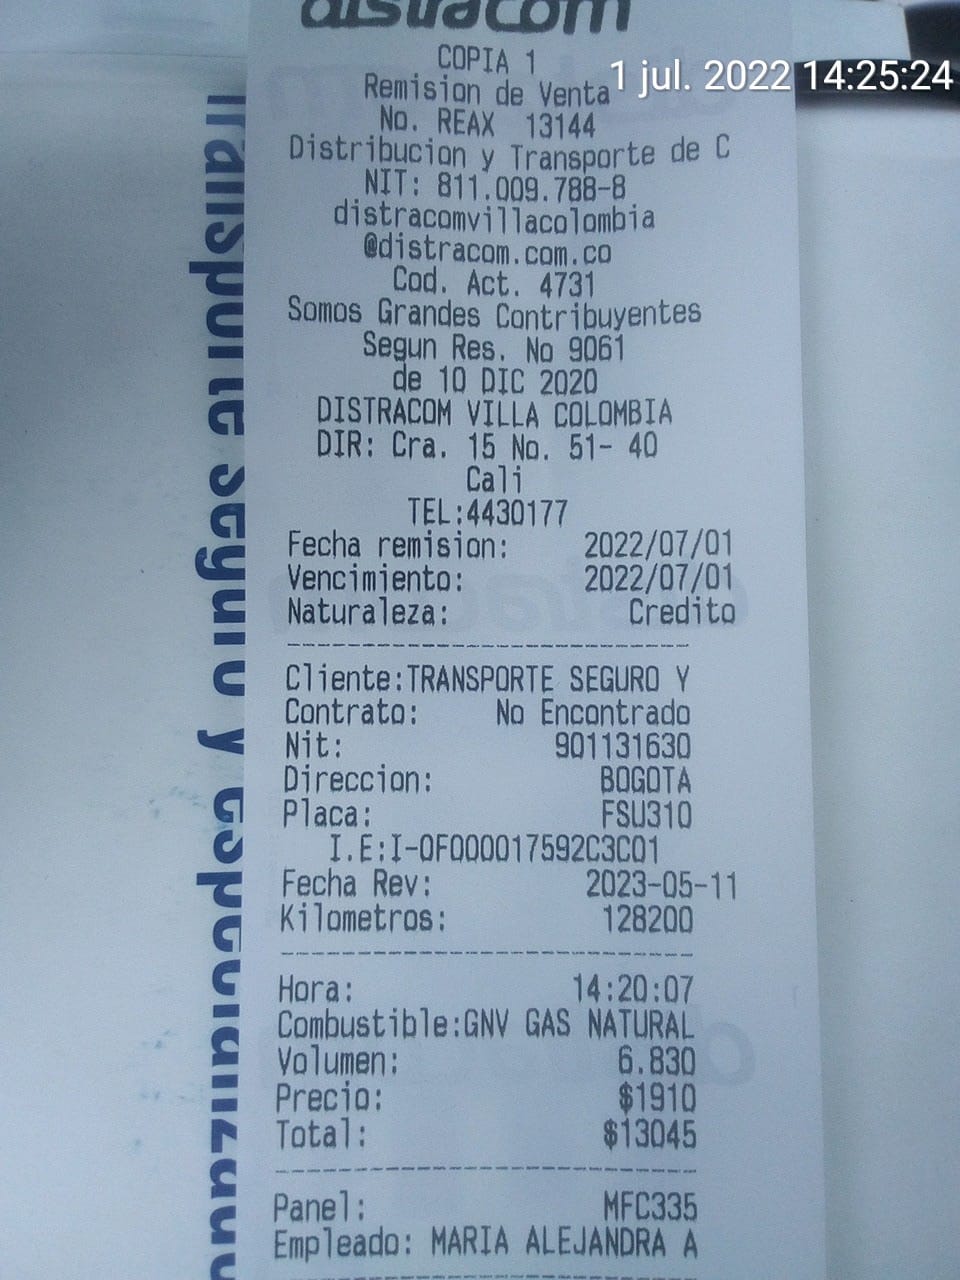 distracom
COPIA 1
1 jul. 2022 14:25:24
Remision de Venta
No. REAX 13144
Distribucion y Transporte de C
NIT: 811.009.788-8
distracomvillacolombia
@distracom.com.co
Cod. Act. 4731
Somos Grandes Contribuyentes
Segun Res. No 9061
de 10 DIC 2020
DISTRACOM VILLA COLOMBIA
DIR: Cra. 15 No. 51- 40
Cali
TEL:4430177
Fecha remision: 2022/07/01
Vencimiento: 2022/07/01
Naturaleza: Credito
Cliente:TRANSPORTE SEGURO Y
Contrato: No Encontrado
Nit: 901131630
Direccion: BOGOTA
Placa: FSU310
I.E:I-0F000017592C3C01
Fecha Rev: 2023-05-11
Kilometros: 128200
Hora: 14:20:07
Combustible:GNV GAS NATURAL
Volumen: 6.830
Precio: $1910
Total: $13045
Panel: MFC335
Empleado: MARIA ALEJANDRA A
Transporte seguro y especializado